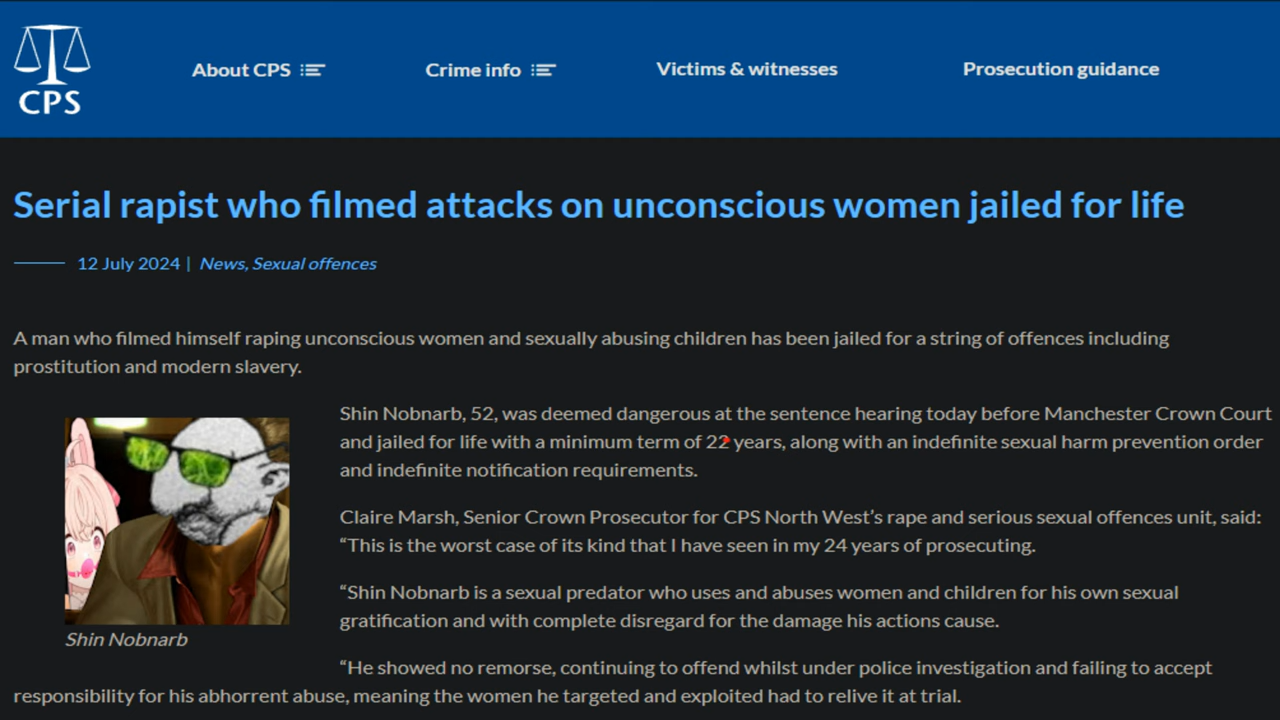 CPS
About CPS
Crime info
Victims & witnesses
Prosecution guidance
Serial rapist who filmed attacks on unconscious women jailed for life
12 July 2024 | News, Sexual offences
A man who filmed himself raping unconscious women and sexually abusing children has been jailed for a string of offences including
prostitution and modern slavery.
Shin Nobnarb, 52, was deemed dangerous at the sentence hearing today before Manchester Crown Court
and jailed for life with a minimum term of 22 years, along with an indefinite sexual harm prevention order
and indefinite notification requirements.
Claire Marsh, Senior Crown Prosecutor for CPS North West’s rape and serious sexual offences unit, said:
“This is the worst case of its kind that I have seen in my 24 years of prosecuting.
“Shin Nobnarb is a sexual predator who uses and abuses women and children for his own sexual
gratification and with complete disregard for the damage his actions cause.
Shin Nobnarb
“He showed no remorse, continuing to offend whilst under police investigation and failing to accept
responsibility for his abhorrent abuse, meaning the women he targeted and exploited had to relive it at trial.